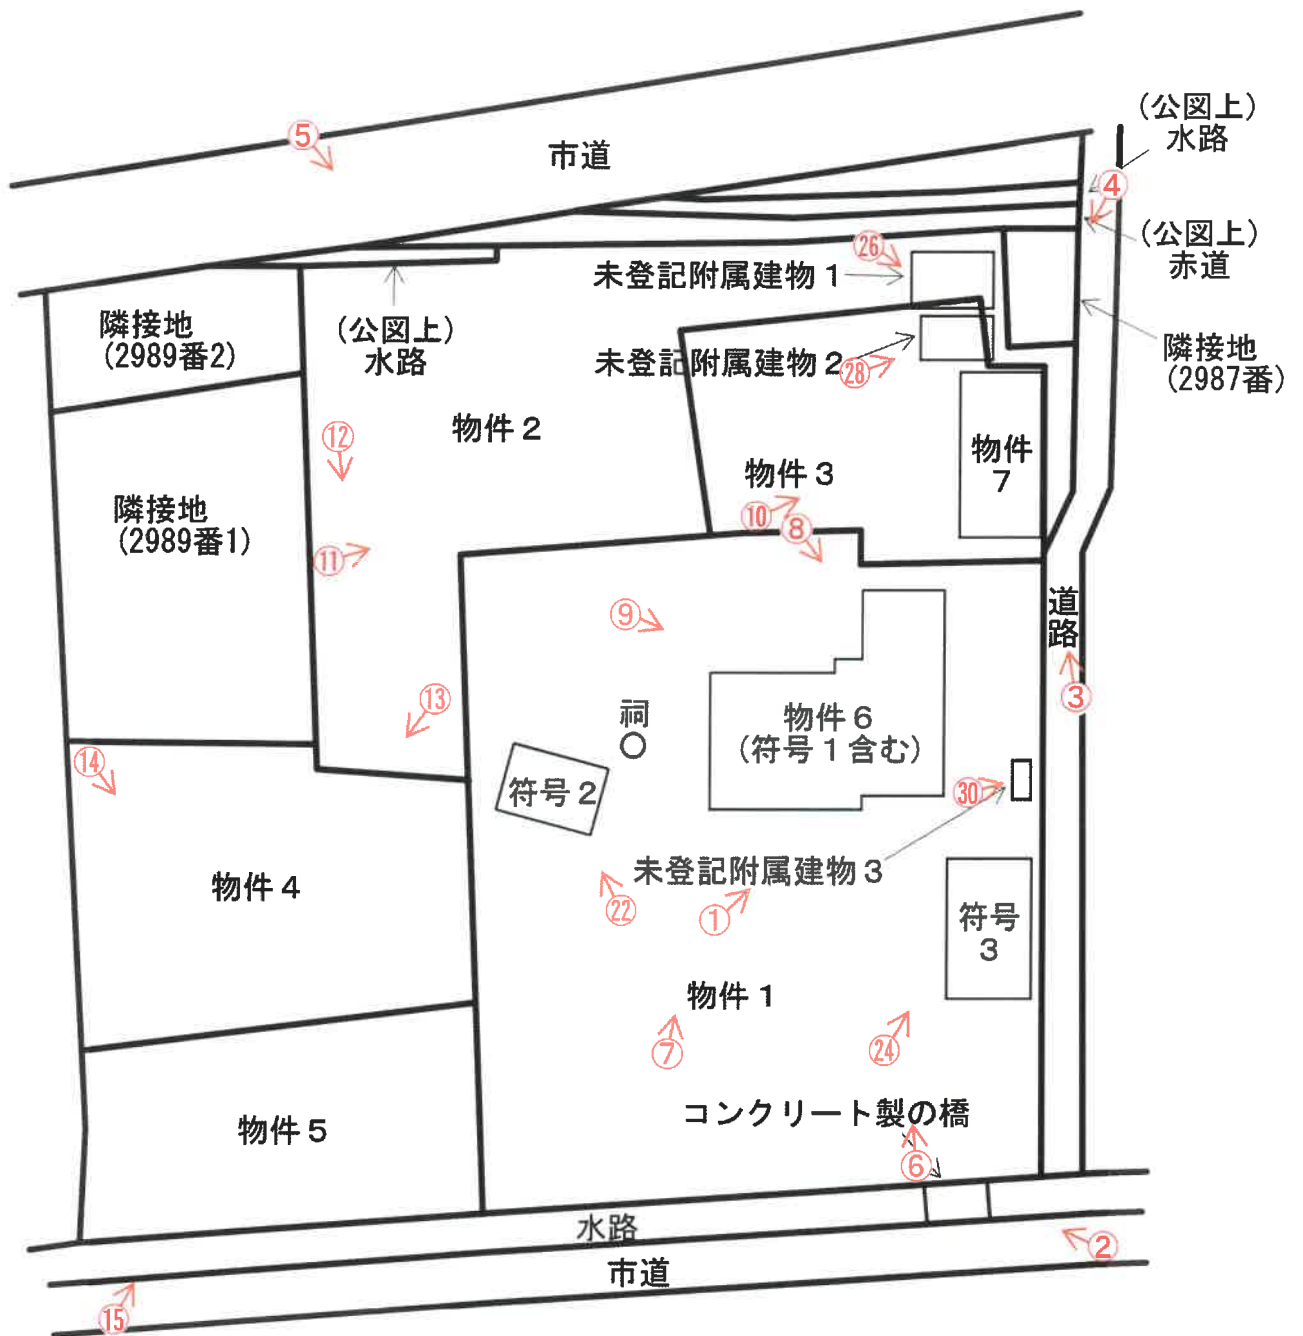 (公図上)
水路
⑤
市道
④
(公図上)
赤道
㉖
未登記附属建物1
隣接地
(2989番2)
(公図上)
水路
未登記附属建物2
㉘
隣接地
(2987番)
⑫
物件2
物件3
物件
7
隣接地
(2989番1)
⑩
⑧
⑪
⑨
道路
③
⑬
祠
物件6
(符号1含む)
⑭
符号2
㉚
未登記附属建物3
物件4
㉒
①
符号
3
物件1
⑦
㉔
コンクリート製の橋
物件5
⑥
水路
②
市道
⑮